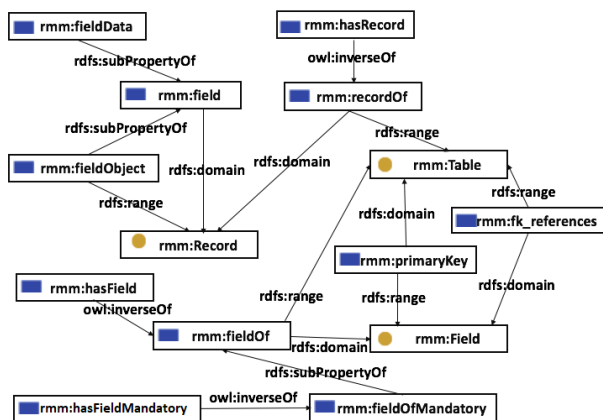 rmm:fieldData
rmm:hasRecord
rdfs:subPropertyOf
owl:inverseOf
rmm:field
rmm:recordOf
rdfs:subPropertyOf
rdfs:range
rmm:fieldObject
rdfs:domain
rdfs:domain
rmm:Table
rdfs:range
rdfs:range
rdfs:domain
rmm:fk_references
rmm:Record
rmm:primaryKey
rmm:hasField
rdfs:domain
owl:inverseOf
rdfs:range
rdfs:range
rmm:fieldOf
rdfs:domain
rmm:Field
rdfs:subPropertyOf
rmm:hasFieldMandatory
owl:inverseOf
rmm:fieldOfMandatory